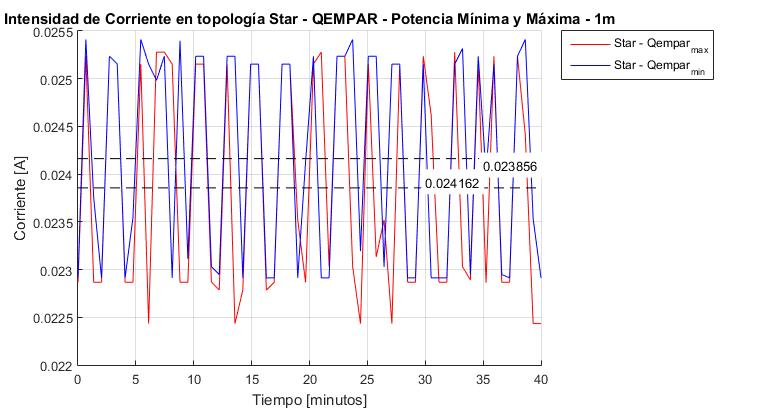 Intensidad de Corriente en topología Star - QEMPAR - Potencia Mínima y Máxima - 1m
Star - Qempar max
Star - Qempar min
0.0255
0.025
0.0245
0.024
0.0235
0.023
0.0225
0.022
Corriente [A]
0.023856
0.024162
0 5 10 15 20 25 30 35 40
Tiempo [minutos]